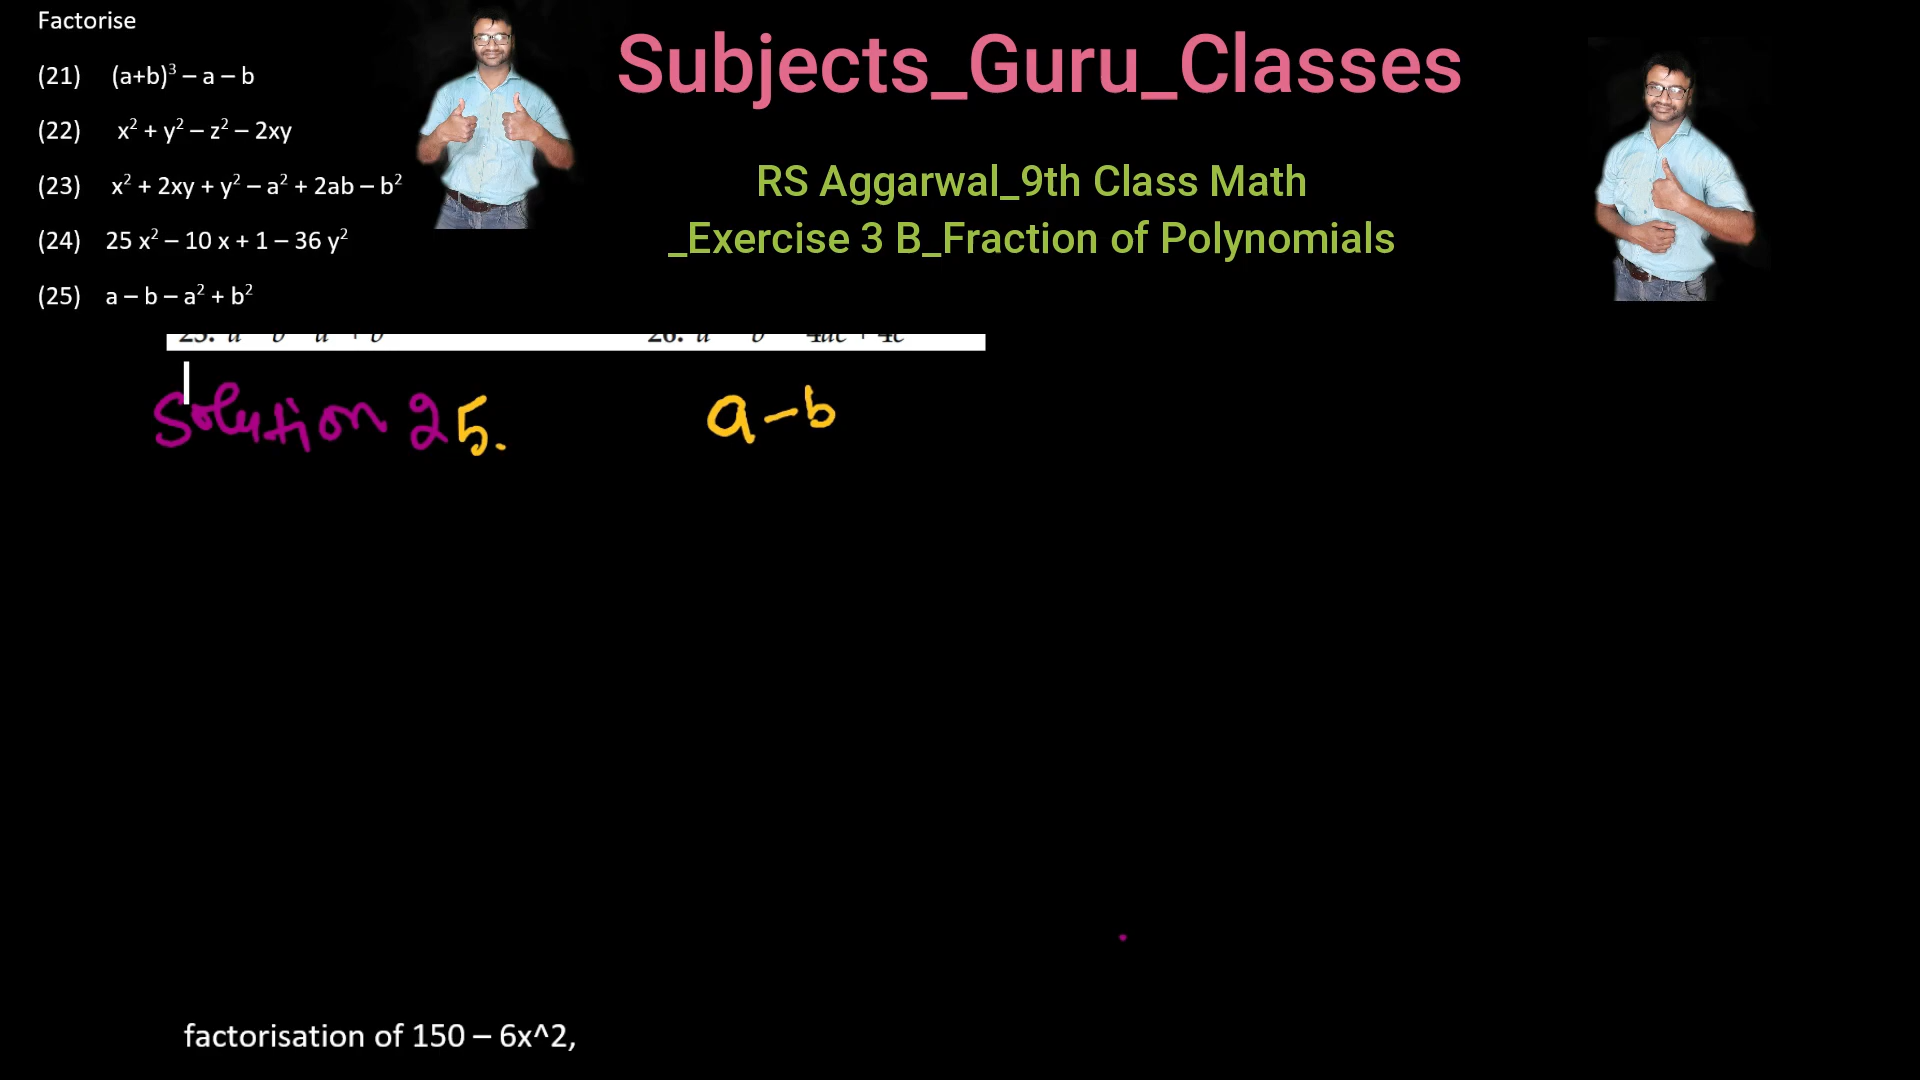 Factorise
(21) (a+b)³ – a – b
(22) x² + y² – z² – 2xy
(23) x² + 2xy + y² – a² + 2ab – b²
(24) 25 x² – 10 x + 1 – 36 y²
(25) a – b – a² + b²
Subjects_Guru_Classes
RS Aggarwal_9th Class Math
_Exercise 3 B_Fraction of Polynomials
Solution 25. a – b
factorisation of 150 – 6x^2,